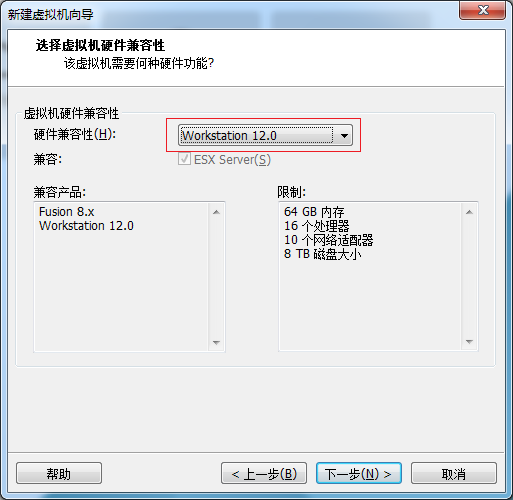 新建虚拟机向导
选择虚拟机硬件兼容性
该虚拟机需要何种硬件功能?
虚拟机硬件兼容性
硬件兼容性(H): Workstation 12.0
兼容: ESX Server(S)
兼容产品: 限制:
Fusion 8.x
Workstation 12.0
64 GB 内存
16 个处理器
10 个网络适配器
8 TB 磁盘大小
帮助 < 上一步(B) 下一步(N) > 取消